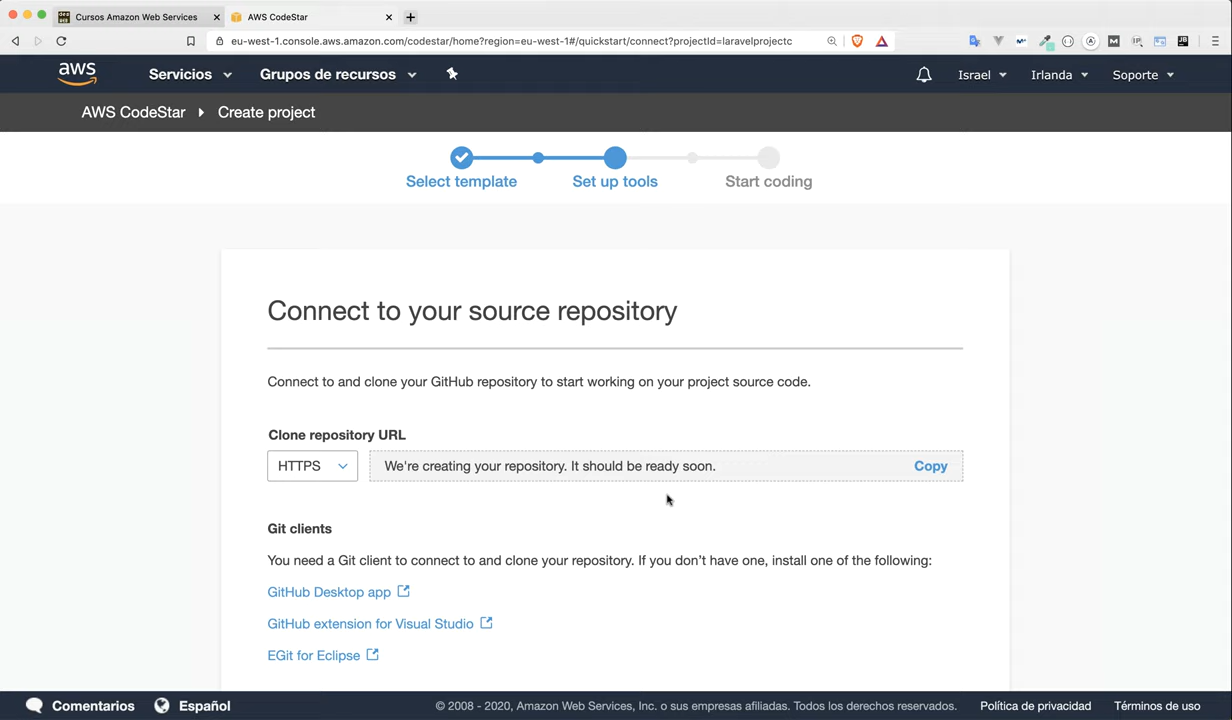 Cursos Amazon Web Services
AWS CodeStar
eu-west-1.console.aws.amazon.com/codestar/home?region=eu-west-1#/quickstart/connect?projectId=laravelprojectc
aws Servicios Grupos de recursos Israel Irlanda Soporte
AWS CodeStar Create project
Select template Set up tools Start coding
Connect to your source repository
Connect to and clone your GitHub repository to start working on your project source code.
Clone repository URL
HTTPS We're creating your repository. It should be ready soon. Copy
Git clients
You need a Git client to connect to and clone your repository. If you don't have one, install one of the following:
GitHub Desktop app
GitHub extension for Visual Studio
EGit for Eclipse
Comentarios Español © 2008 - 2020, Amazon Web Services, Inc. o sus empresas afiliadas. Todos los derechos reservados. Política de privacidad Términos de uso